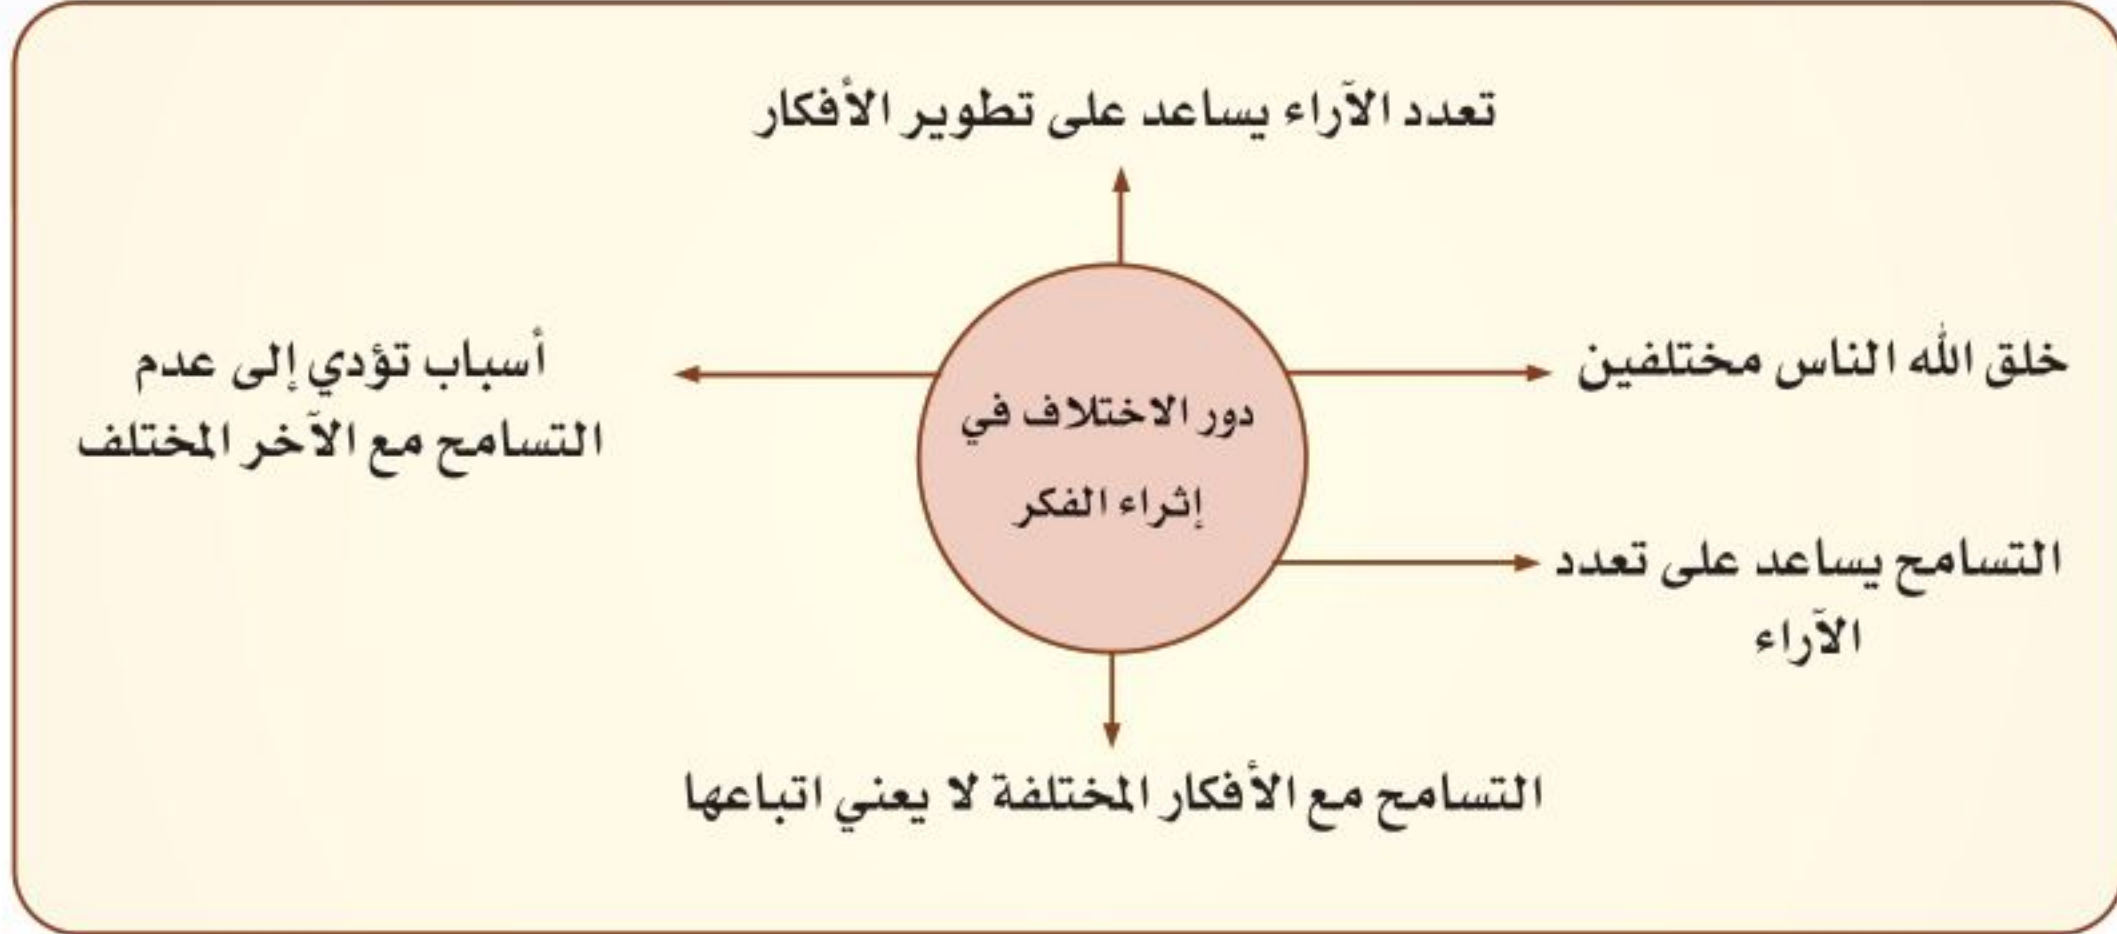 تعدد الآراء يساعد على تطوير الأفكار
خلق الله الناس مختلفين
أسباب تؤدي إلى عدم
التسامح مع الآخر المختلف
دور الاختلاف في
إثراء الفكر
التسامح يساعد على تعدد
الآراء
التسامح مع الأفكار المختلفة لا يعني اتباعها